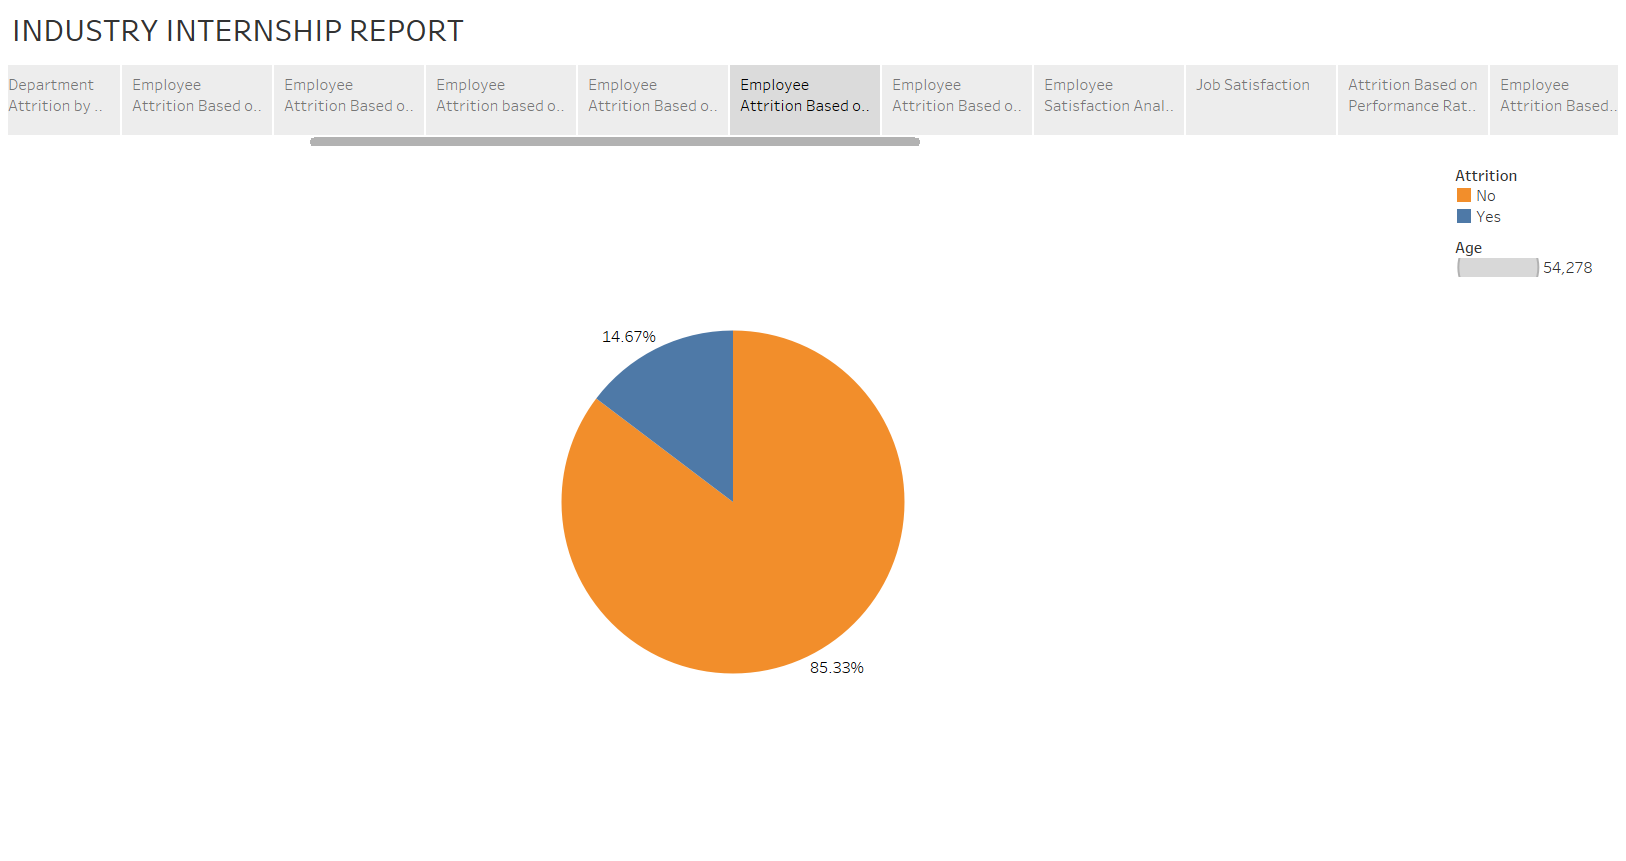 INDUSTRY INTERNSHIP REPORT
Department
Attrition by ..
Employee
Attrition Based o..
Employee
Attrition Based o..
Employee
Attrition based o..
Employee
Attrition Based o..
Employee
Attrition Based o..
Employee
Attrition Based o..
Employee
Satisfaction Anal..
Job Satisfaction
Attrition Based on
Performance Rat..
Employee
Attrition Based..
Attrition
No
Yes
Age
54,278
14.67%
85.33%